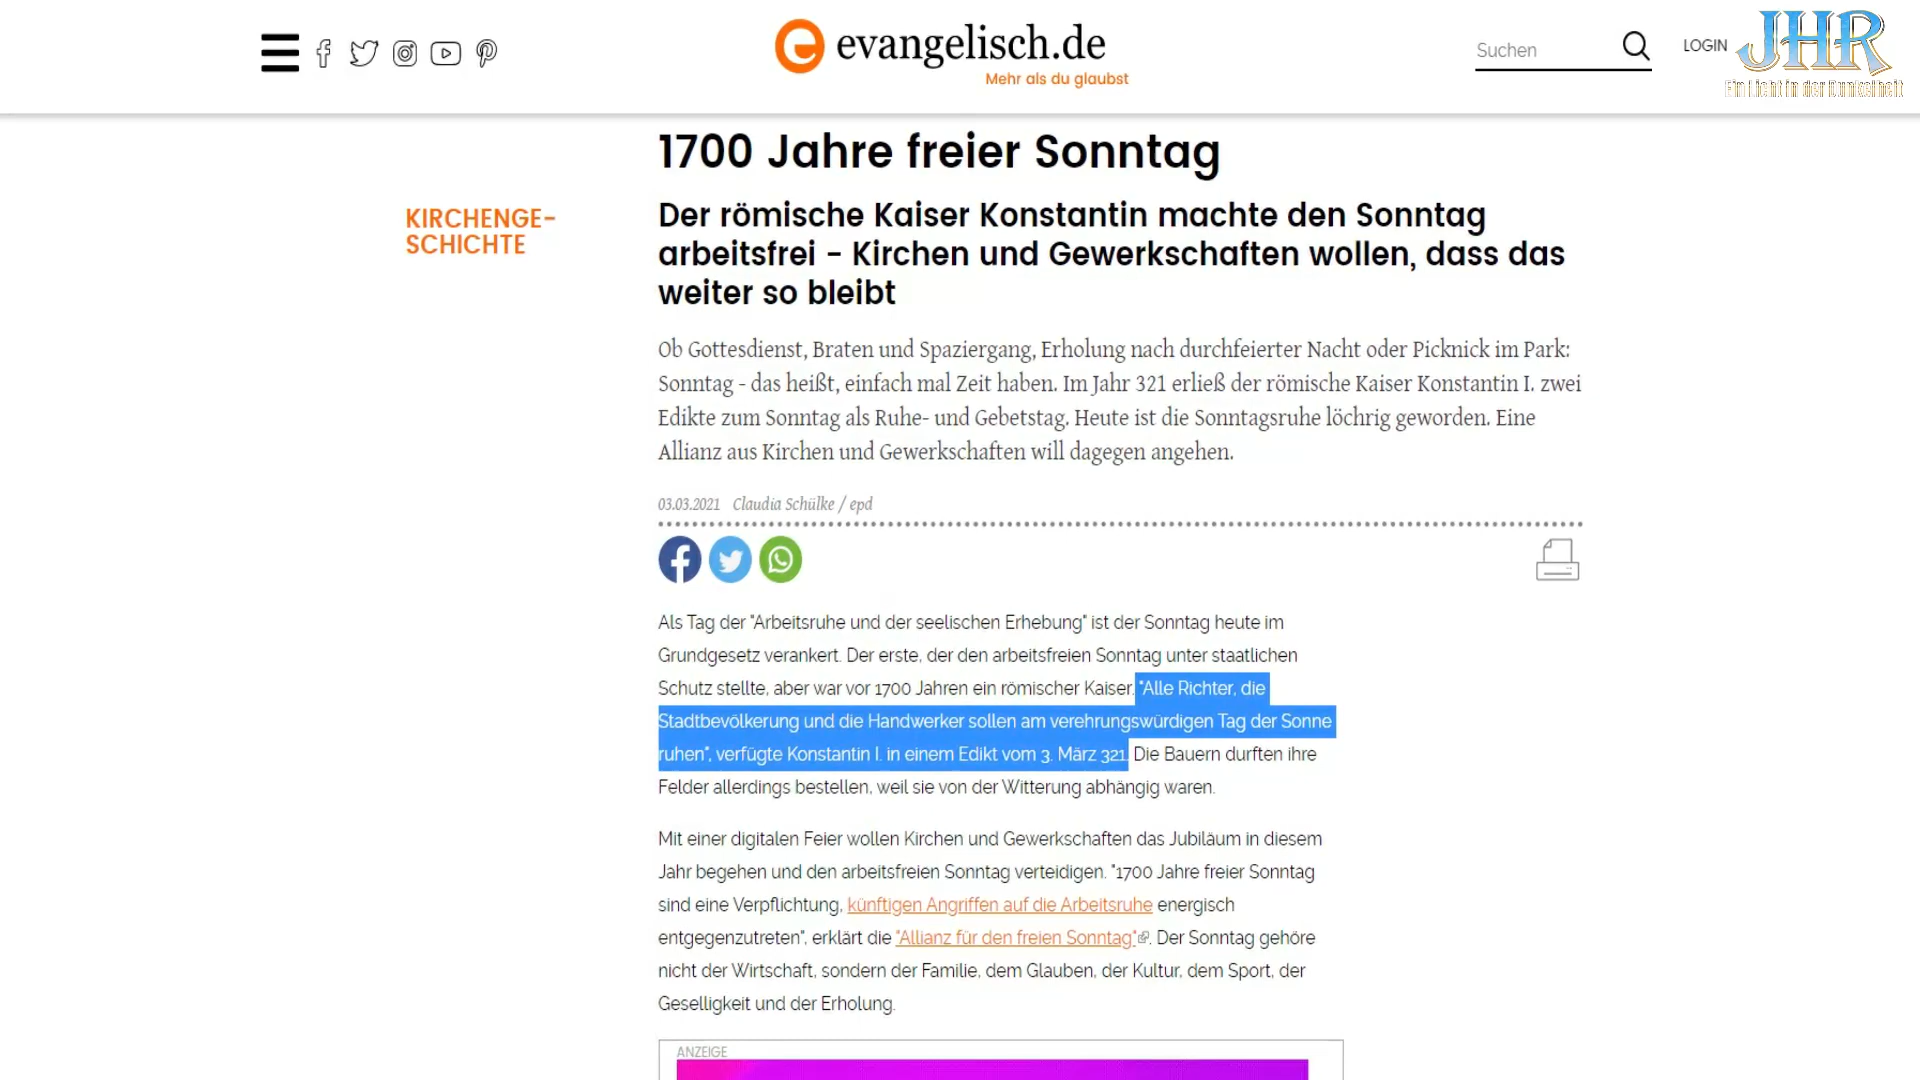 evangelisch.de
Mehr als du glaubst
Suchen
LOGIN
JHR
Ein Licht in der Dunkelheit
1700 Jahre freier Sonntag
KIRCHENGE-
SCHICHTE
Der römische Kaiser Konstantin machte den Sonntag
arbeitsfrei - Kirchen und Gewerkschaften wollen, dass das
weiter so bleibt
Ob Gottesdienst, Braten und Spaziergang, Erholung nach durchfeierter Nacht oder Picknick im Park:
Sonntag - das heißt, einfach mal Zeit haben. Im Jahr 321 erließ der römische Kaiser Konstantin I. zwei
Edikte zum Sonntag als Ruhe- und Gebetstag. Heute ist die Sonntagsruhe löchrig geworden. Eine
Allianz aus Kirchen und Gewerkschaften will dagegen angehen.
03.03.2021 Claudia Schülke / epd
Als Tag der "Arbeitsruhe und der seelischen Erhebung" ist der Sonntag heute im
Grundgesetz verankert. Der erste, der den arbeitsfreien Sonntag unter staatlichen
Schutz stellte, aber war vor 1700 Jahren ein römischer Kaiser. "Alle Richter, die
Stadtbevölkerung und die Handwerker sollen am verehrungswürdigen Tag der Sonne
ruhen", verfügte Konstantin I. in einem Edikt vom 3. März 321. Die Bauern durften ihre
Felder allerdings bestellen, weil sie von der Witterung abhängig waren.
Mit einer digitalen Feier wollen Kirchen und Gewerkschaften das Jubiläum in diesem
Jahr begehen und den arbeitsfreien Sonntag verteidigen. "1700 Jahre freier Sonntag
sind eine Verpflichtung, künftigen Angriffen auf die Arbeitsruhe energisch
entgegenzutreten", erklärt die "Allianz für den freien Sonntag". Der Sonntag gehöre
nicht der Wirtschaft, sondern der Familie, dem Glauben, der Kultur, dem Sport, der
Geselligkeit und der Erholung.
ANZEIGE